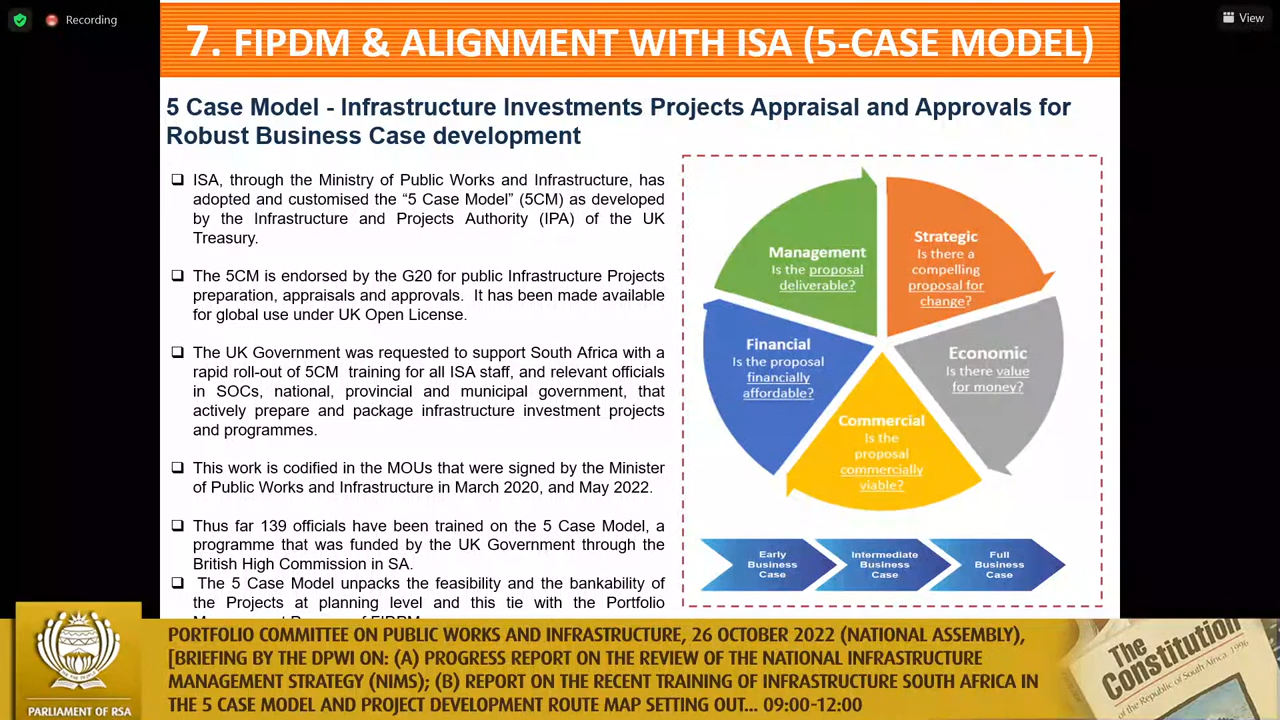 Recording
View
7. FIPDM & ALIGNMENT WITH ISA (5-CASE MODEL)
5 Case Model - Infrastructure Investments Projects Appraisal and Approvals for
Robust Business Case development
ISA, through the Ministry of Public Works and Infrastructure, has
adopted and customised the “5 Case Model” (5CM) as developed
by the Infrastructure and Projects Authority (IPA) of the UK
Treasury.
The 5CM is endorsed by the G20 for public Infrastructure Projects
preparation, appraisals and approvals. It has been made available
for global use under UK Open License.
The UK Government was requested to support South Africa with a
rapid roll-out of 5CM training for all ISA staff, and relevant officials
in SOCs, national, provincial and municipal government, that
actively prepare and package infrastructure investment projects
and programmes.
This work is codified in the MOUs that were signed by the Minister
of Public Works and Infrastructure in March 2020, and May 2022.
Thus far 139 officials have been trained on the 5 Case Model, a
programme that was funded by the UK Government through the
British High Commission in SA.
The 5 Case Model unpacks the feasibility and the bankability of
the Projects at planning level and this tie with the Portfolio
Management
Strategic
Is there a
compelling
proposal for
change?
Economic
Is there value
for money?
Commercial
Is the
proposal
commercially
viable?
Financial
Is the proposal
financially
affordable?
Management
Is the proposal
deliverable?
Early
Business
Case
Intermediate
Business
Case
Full
Business
Case
PARLIAMENT OF RSA
PORTFOLIO COMMITTEE ON PUBLIC WORKS AND INFRASTRUCTURE, 26 OCTOBER 2022 (NATIONAL ASSEMBLY),
[BRIEFING BY THE DPWI ON: (A) PROGRESS REPORT ON THE REVIEW OF THE NATIONAL INFRASTRUCTURE
MANAGEMENT STRATEGY (NIMS); (B) REPORT ON THE RECENT TRAINING OF INFRASTRUCTURE SOUTH AFRICA IN
THE 5 CASE MODEL AND PROJECT DEVELOPMENT ROUTE MAP SETTING OUT... 09:00-12:00
The
Constitution
of the Republic of South Africa, 1996